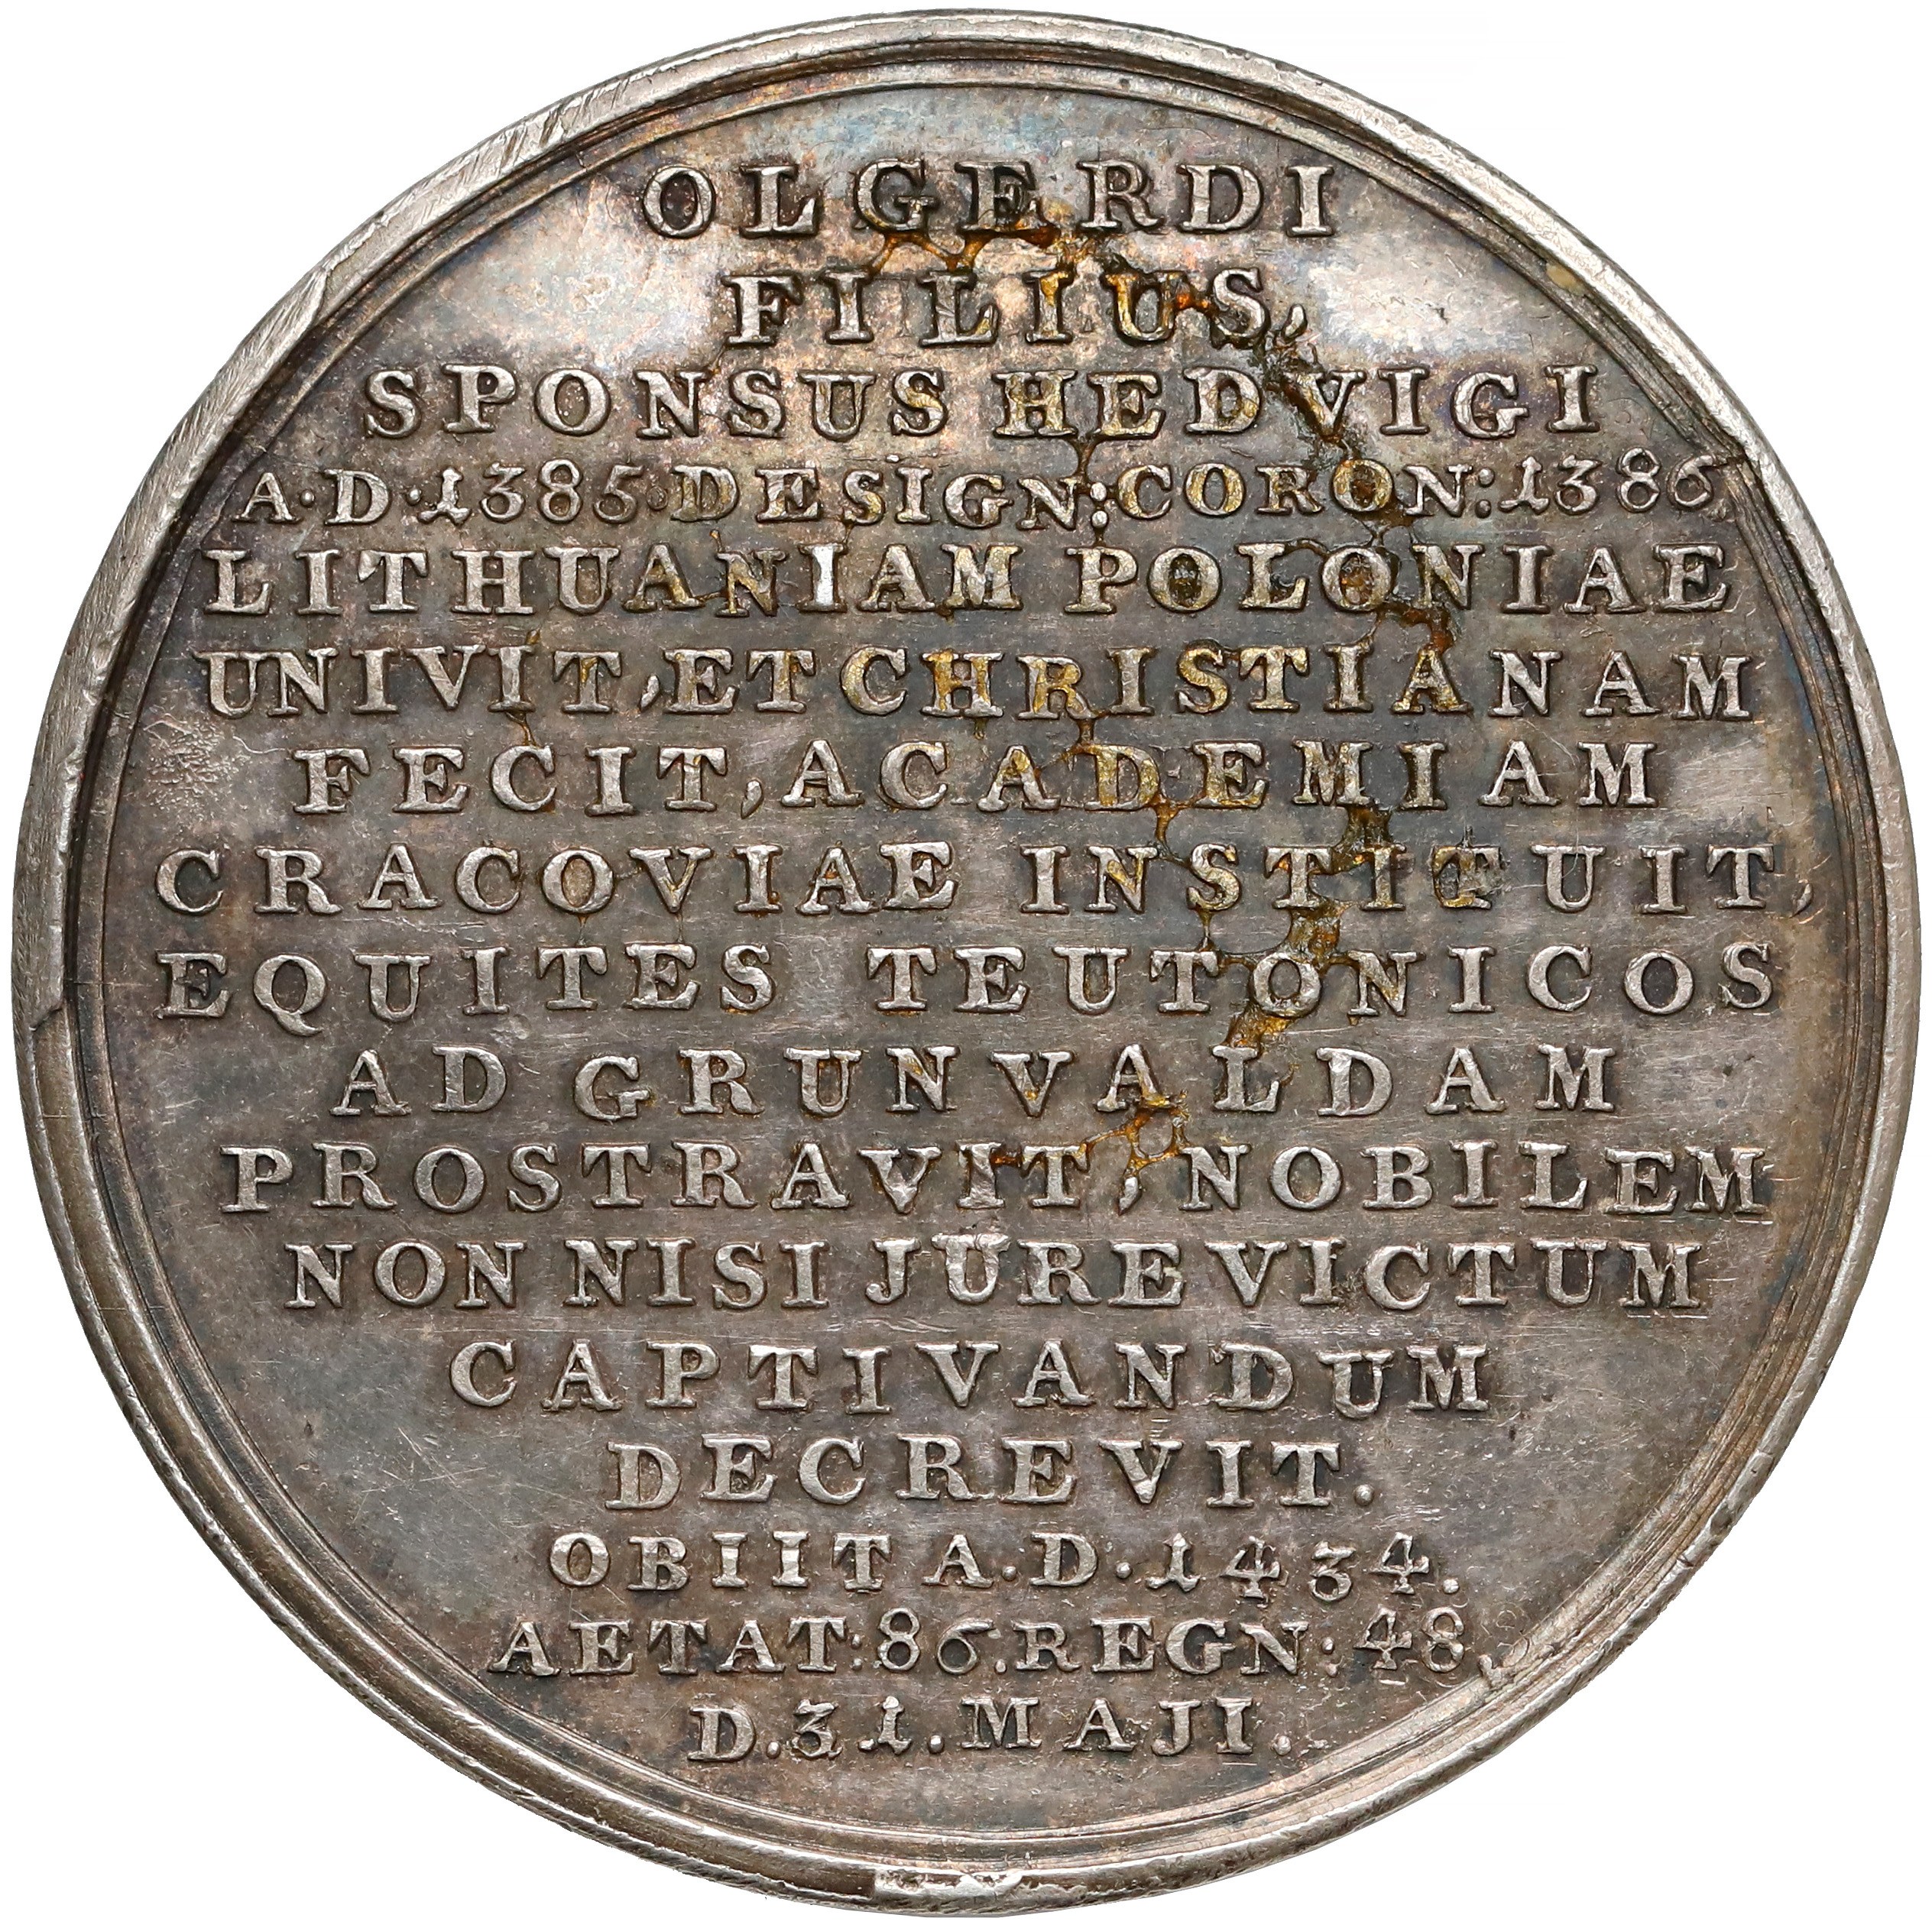 OLGERDI
FILIUS,
SPONSUS HEDVIGI
A·D·1385·DESIGN:CORON:1386
LITHUANIAM POLONIAE
UNIVIT, ET CHRISTIANAM
FECIT, ACADEMIAM
CRACOVIAE INSTITUIT,
EQUITES TEUTONICOS
AD GRUNVALDAM
PROSTRAVIT, NOBILEM
NON NISI JURE VICTUM
CAPTIVANDUM
DECREVIT.
OBIIT A.D.1434.
AETAT:86.REGN:48
D.31.MAJI.